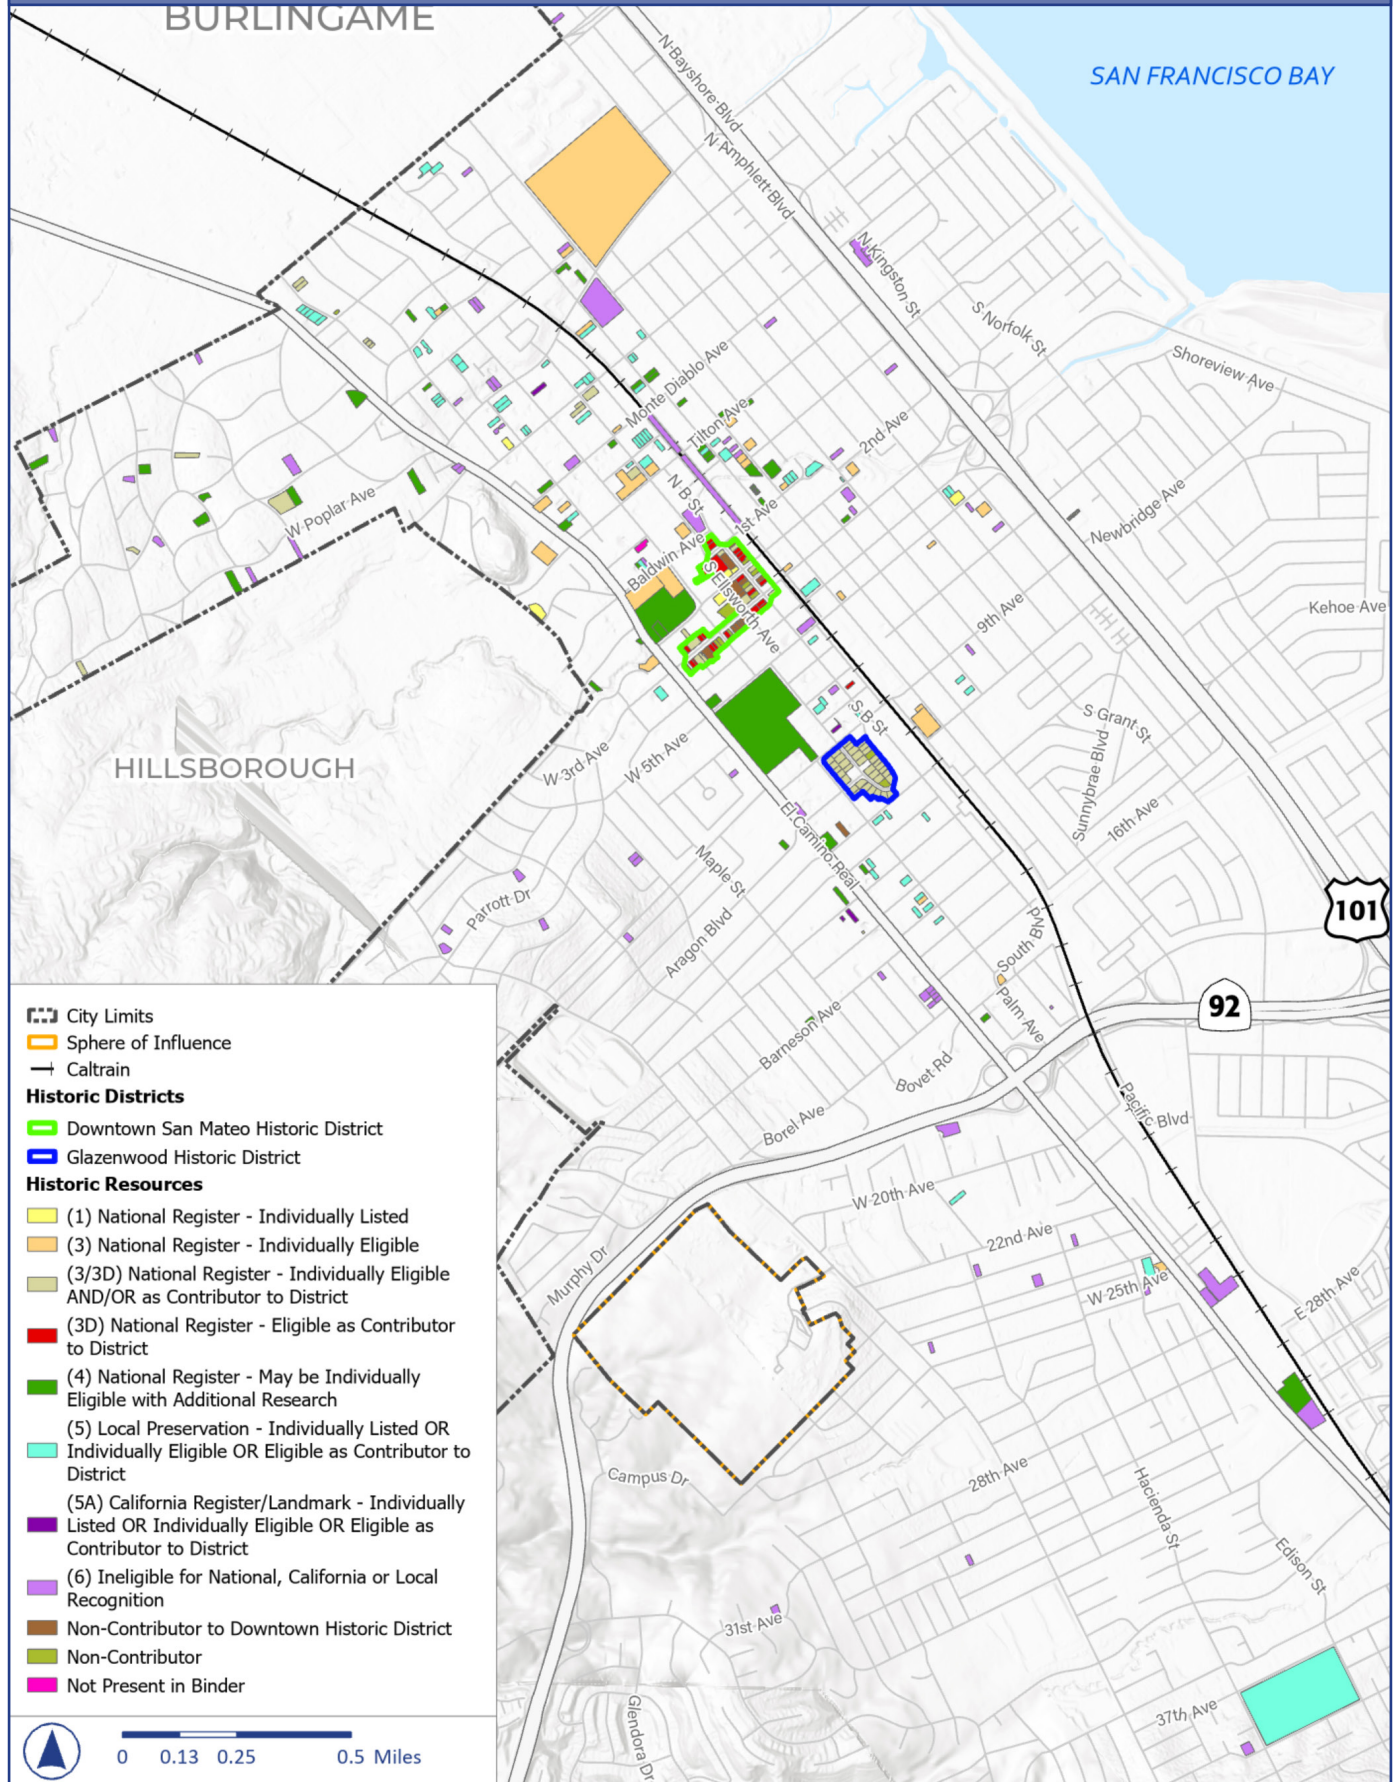 BURLINGAME
SAN FRANCISCO BAY
N Bayshore Blvd
N Amphlett Blvd
N Kingston St
S Norfolk St
Shoreview Ave
Monte Diablo Ave
Tilton Ave
2nd Ave
N B St
1st Ave
Newbridge Ave
W Poplar Ave
Baldwin Ave
S Ellsworth Ave
9th Ave
Kehoe Ave
S B St
S Grant St
Sunnybrae Blvd
16th Ave
HILLSBOROUGH
W 3rd Ave
W 5th Ave
El Camino Real
Maple St
Parrott Dr
Aragon Blvd
South Blvd
Palm Ave
101
92
Barneson Ave
Bovet Rd
Borel Ave
Pacific Blvd
W 20th Ave
22nd Ave
W 25th Ave
E 28th Ave
Murphy Dr
Campus Dr
28th Ave
Hacienda St
Edison St
31st Ave
37th Ave
Glendora Dr
City Limits
Sphere of Influence
Caltrain
Historic Districts
Downtown San Mateo Historic District
Glazenwood Historic District
Historic Resources
(1) National Register - Individually Listed
(3) National Register - Individually Eligible
(3/3D) National Register - Individually Eligible
AND/OR as Contributor to District
(3D) National Register - Eligible as Contributor
to District
(4) National Register - May be Individually
Eligible with Additional Research
(5) Local Preservation - Individually Listed OR
Individually Eligible OR Eligible as Contributor to
District
(5A) California Register/Landmark - Individually
Listed OR Individually Eligible OR Eligible as
Contributor to District
(6) Ineligible for National, California or Local
Recognition
Non-Contributor to Downtown Historic District
Non-Contributor
Not Present in Binder
0 0.13 0.25 0.5 Miles